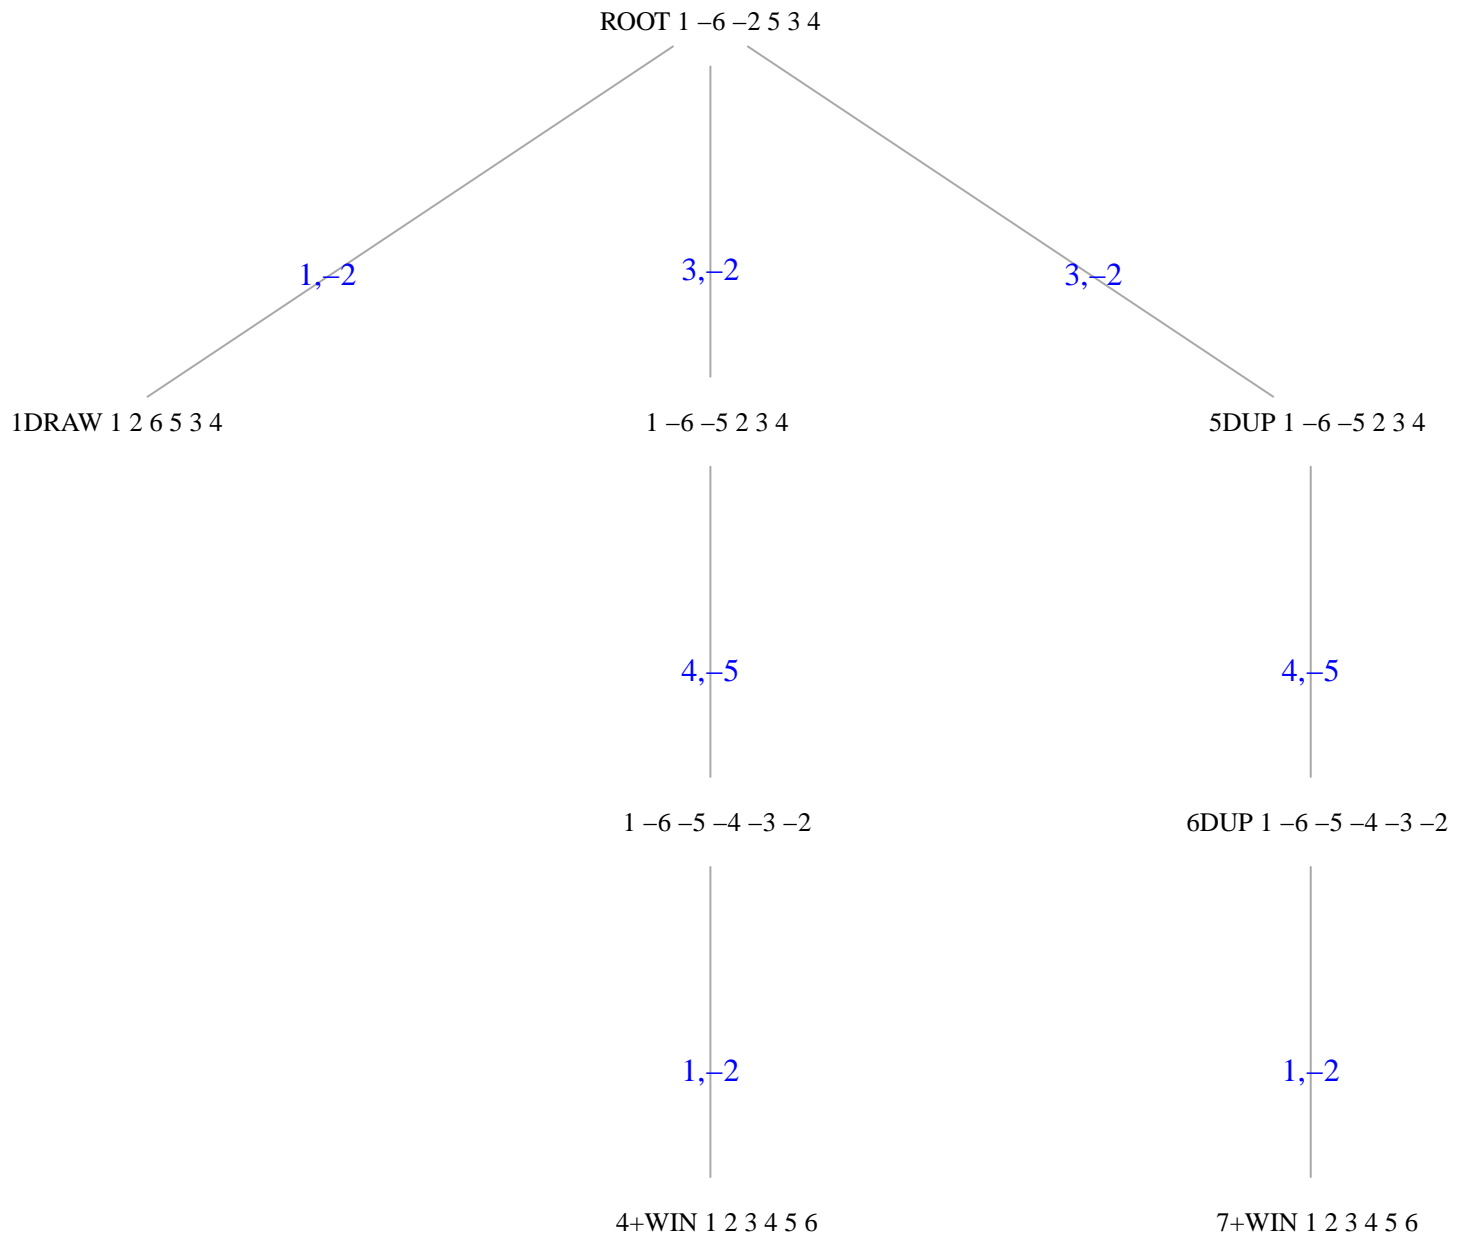 ROOT 1 –6 –2 5 3 4
1,–2
3,–2
3,–2
1DRAW 1 2 6 5 3 4
1 –6 –5 2 3 4
5DUP 1 –6 –5 2 3 4
4,–5
4,–5
1 –6 –5 –4 –3 –2
6DUP 1 –6 –5 –4 –3 –2
1,–2
1,–2
4+WIN 1 2 3 4 5 6
7+WIN 1 2 3 4 5 6